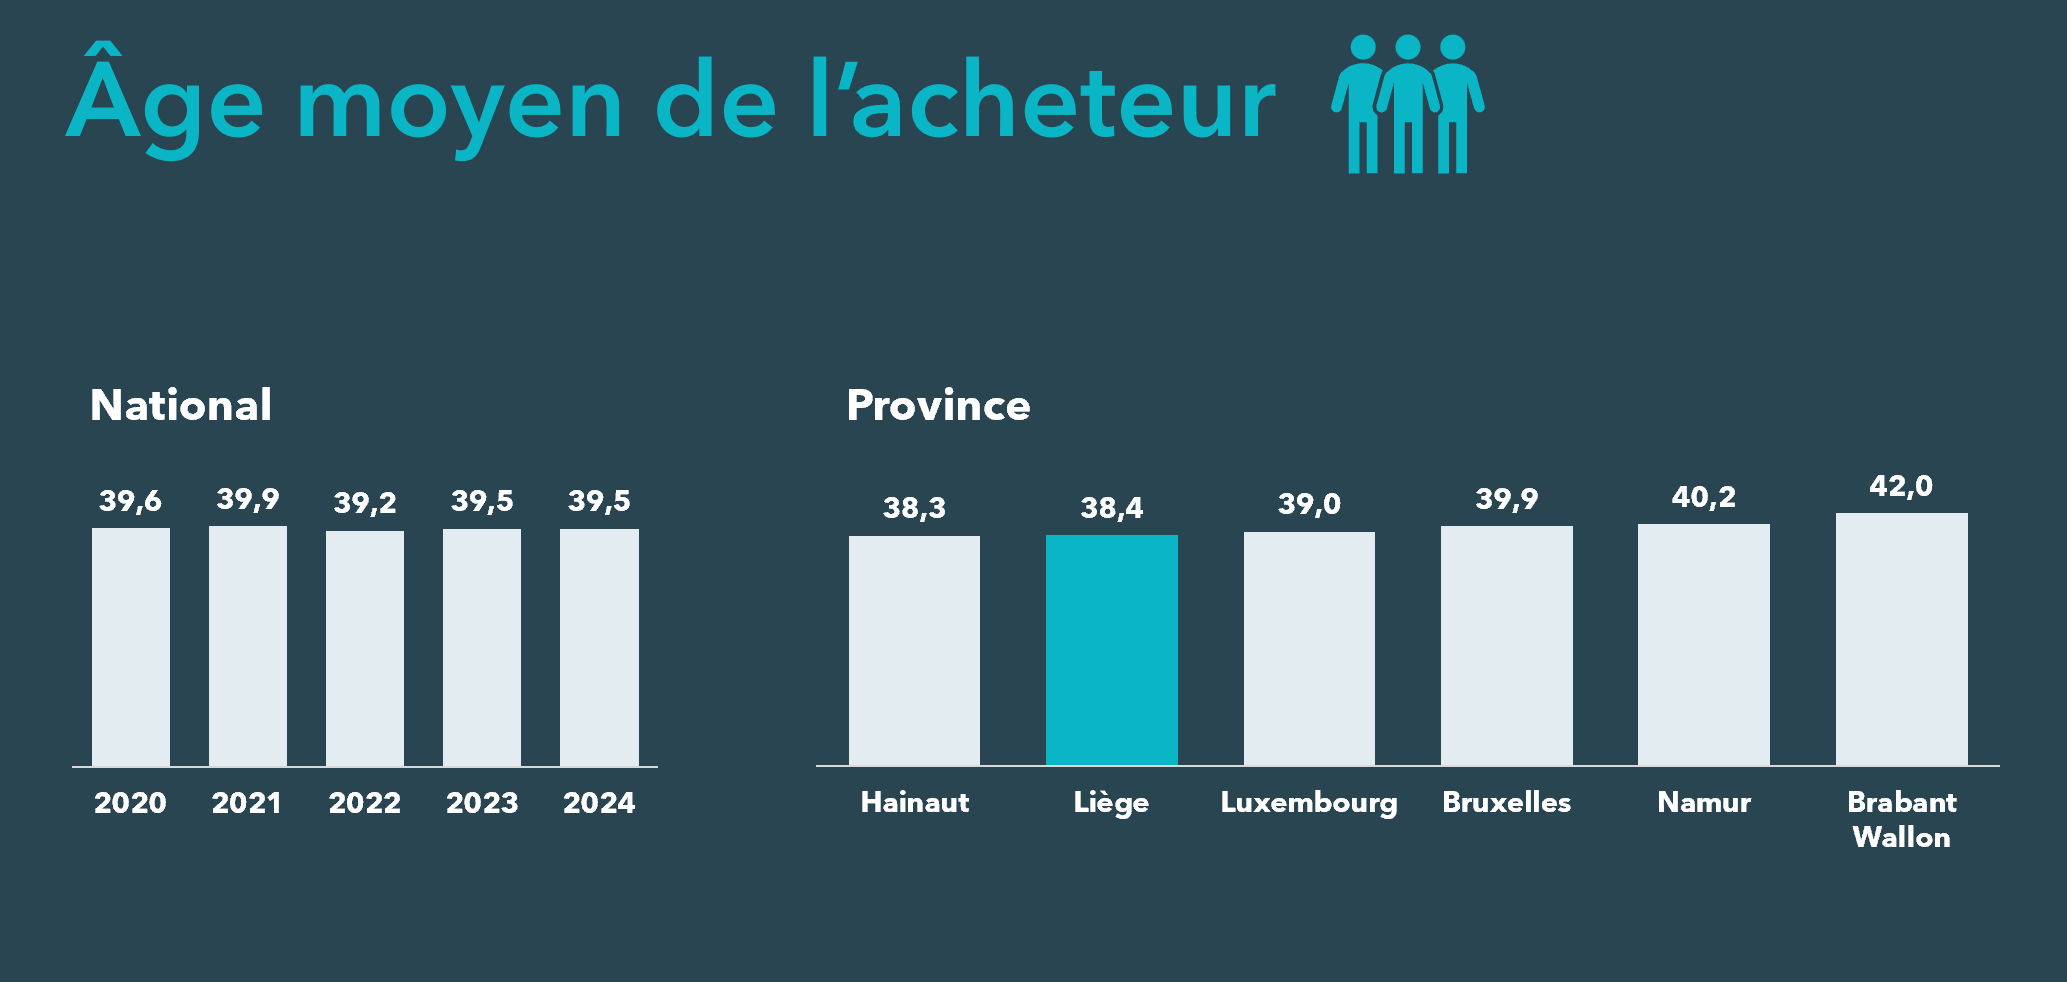 Âge moyen de l’acheteur
National
39,6 39,9 39,2 39,5 39,5
2020 2021 2022 2023 2024
Province
38,3 38,4 39,0 39,9 40,2 42,0
Hainaut Liège Luxembourg Bruxelles Namur Brabant
Wallon